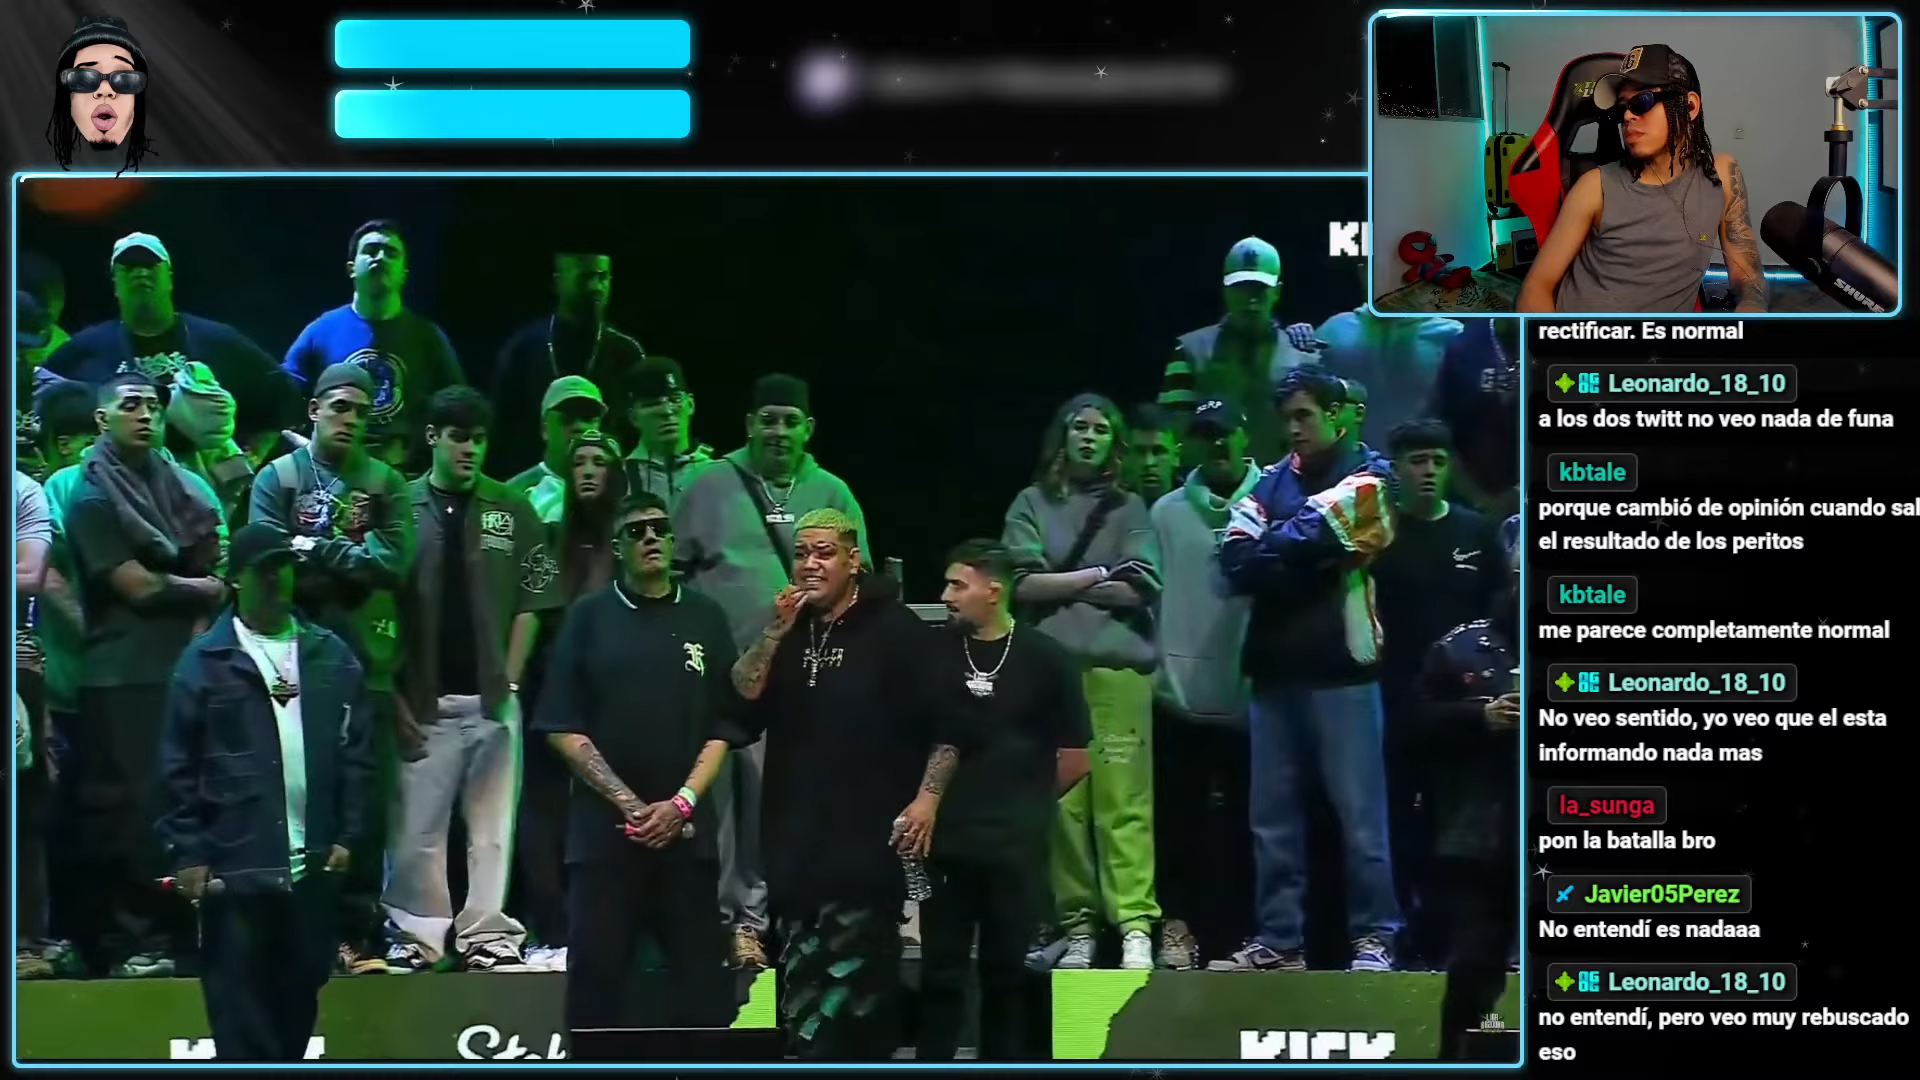 KI
SHURE
rectificar. Es normal
Leonardo_18_10
a los dos twitt no veo nada de funa
kbtale
porque cambió de opinión cuando sal
el resultado de los peritos
kbtale
me parece completamente normal
Leonardo_18_10
No veo sentido, yo veo que el esta
informando nada mas
la_sunga
pon la batalla bro
Javier05Perez
No entendí es nadaaa
Leonardo_18_10
no entendí, pero veo muy rebuscado
eso
KICK